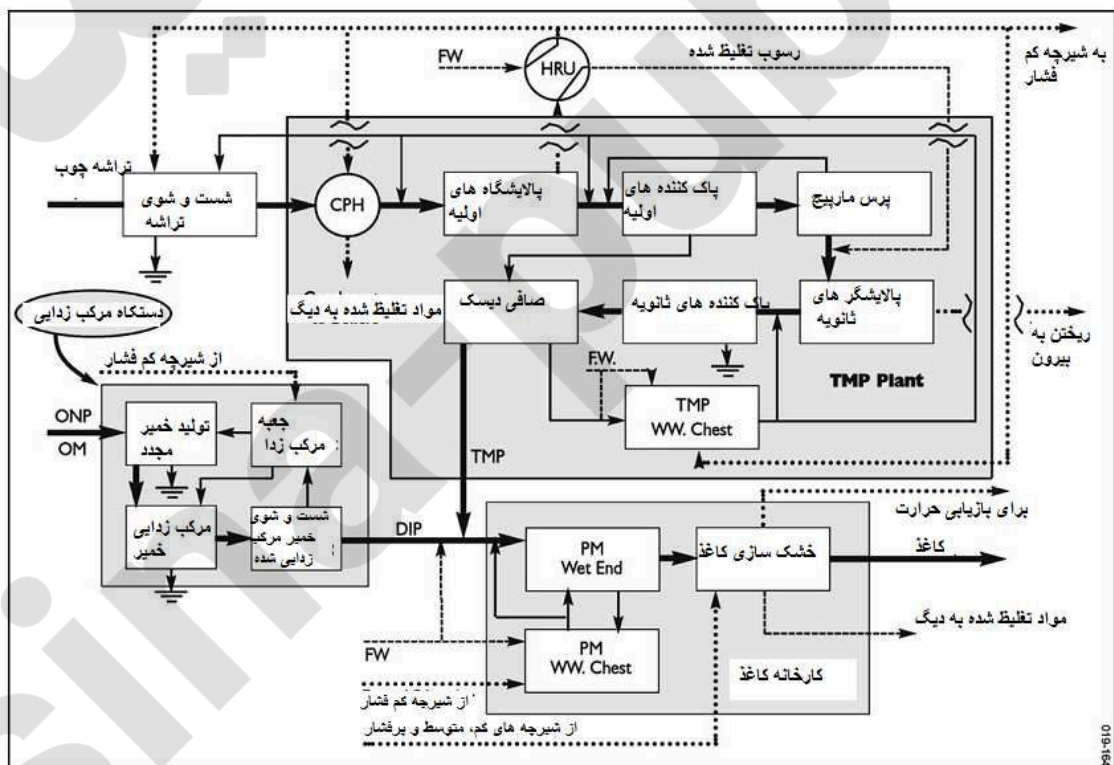 به شیرچه کم
فشار
رسوب تغلیظ شده
FW
HRU
تراشه چوب
شست و شوی
تراشه
CPH
پالایشگاه های
اولیه
پاک کننده های
اولیه
پرس مارپیچ
مواد تغلیظ شده به دیگ
صافی دیسک
پاک کننده های ثانویه
پالایشگر های
ثانویه
ریختن به
بیرون
TMP Plant
F.W.
TMP
WW. Chest
دستگاه مرکب زدایی
از شیرچه کم فشار
ONP
OM
تولید خمیر
مجدد
جعبه
مرکب زدا :
مرکب زدایی
خمیر
شست و شوی
خمیر مرکب
زدایی شده :
TMP
DIP
PM
Wet End
خشک سازی کاغذ
برای بازیابی حرارت
کاغذ
مواد تغلیظ شده به دیگ
FW
PM
WW. Chest
کارخانه کاغذ
از شیرچه کم فشار
از شیرچه های کم، متوسط و پرفشار
sina-pub